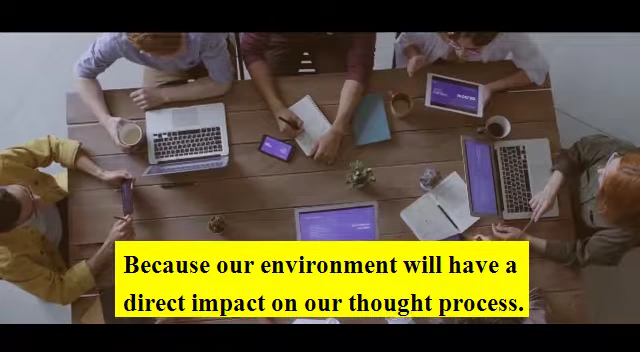 Because our environment will have a
direct impact on our thought process.